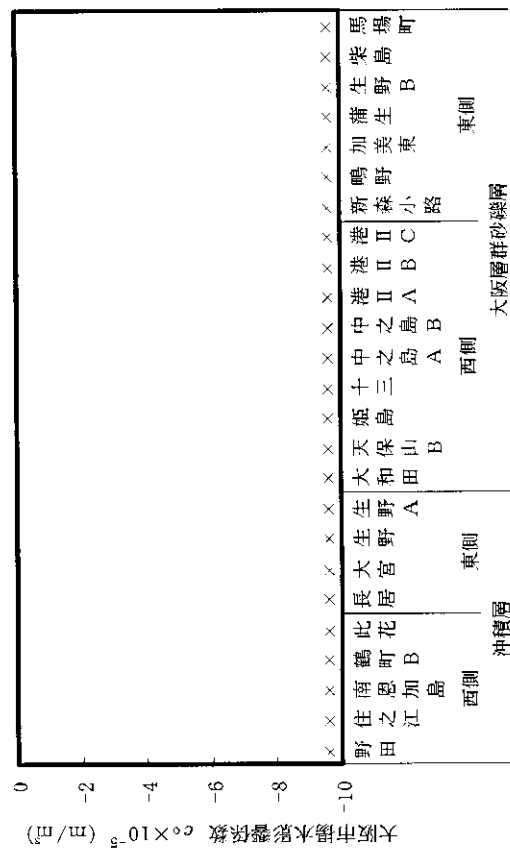 大阪市揚水影響係数 c₀×10⁻⁵ (m/m³)
0
-2
-4
-6
-8
-10
野田
住之江
南恩加島
鶴町B
此花
長居
大宮
生野
生野A
大和田
天保山B
姫島
十三
中之島A
中之島B
港ⅡA
港ⅡB
港ⅡC
新森小路
鴫野
加美東
蒲生
生野B
柴島
馬場町
西側
東側
西側
東側
沖積層
大阪層群砂礫層